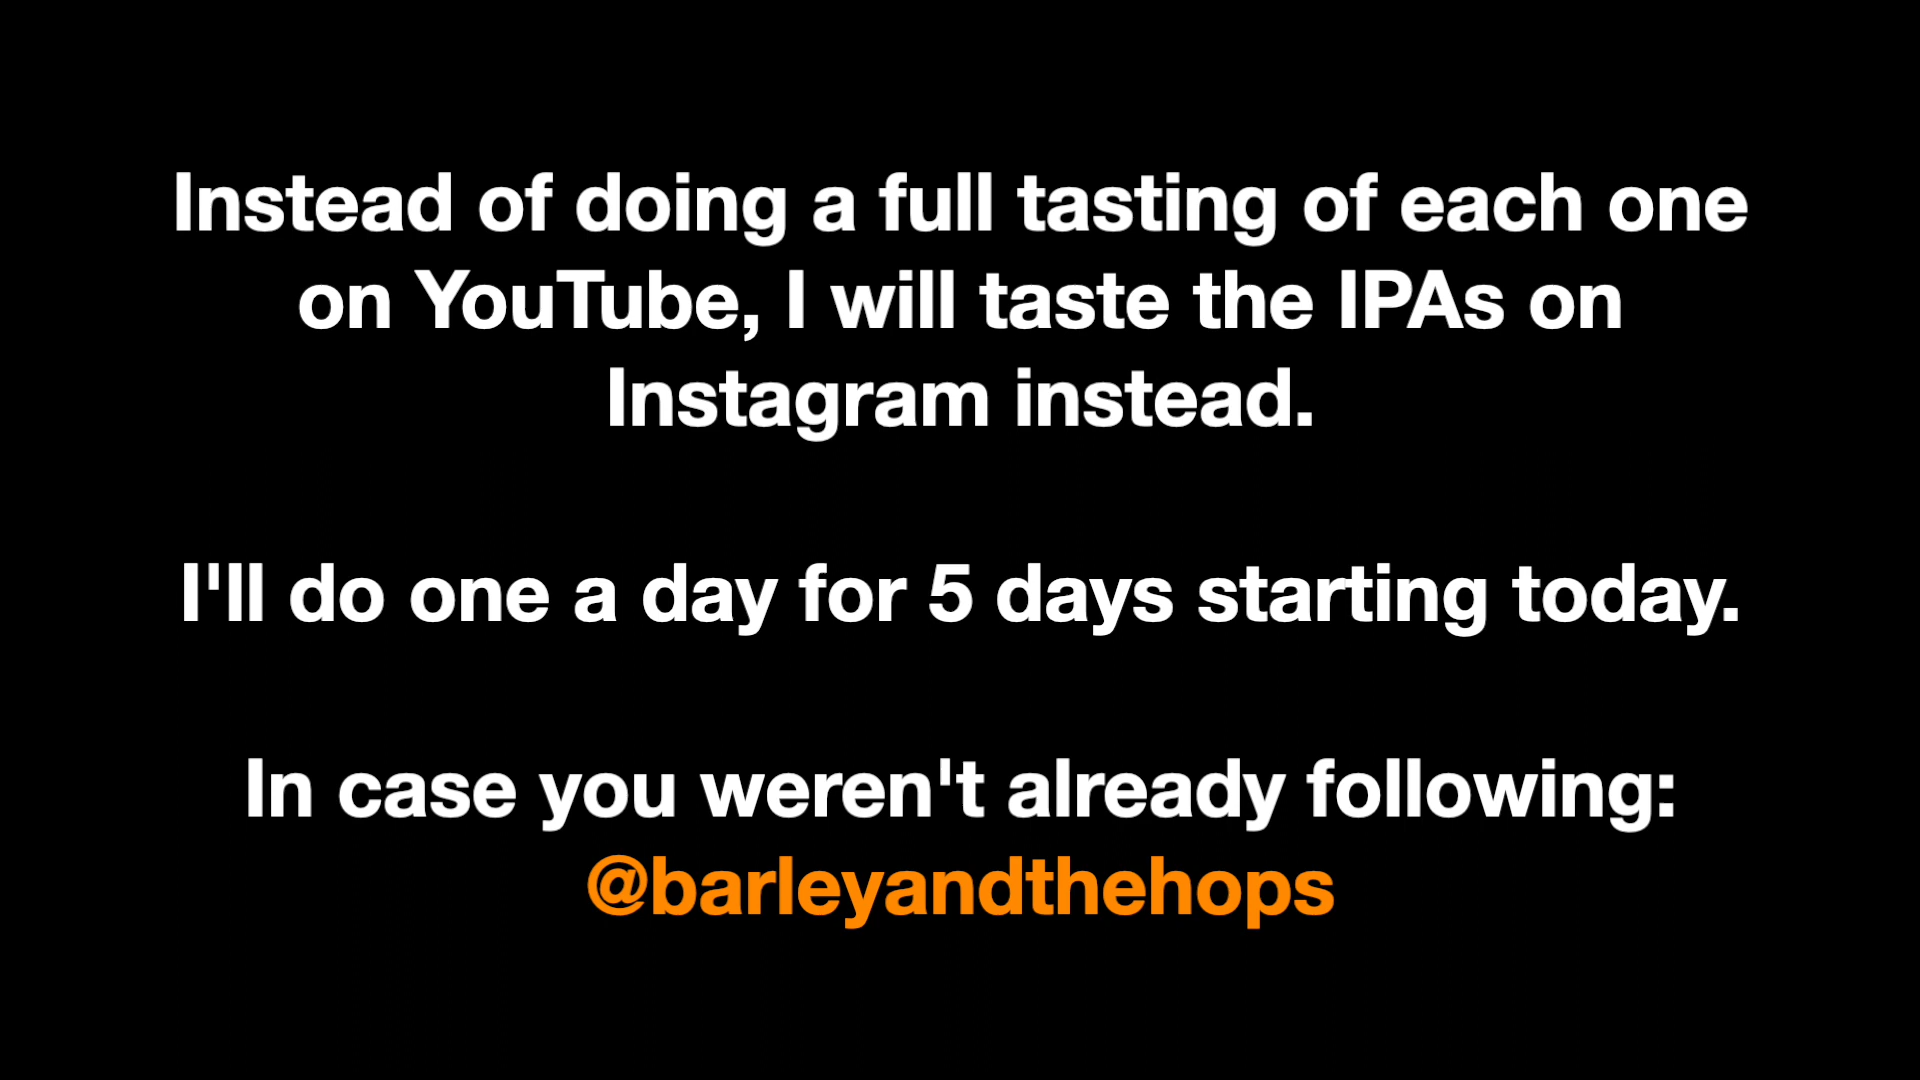 Instead of doing a full tasting of each one
on YouTube, I will taste the IPAs on
Instagram instead.
I'll do one a day for 5 days starting today.
In case you weren't already following:
@barleyandthehops